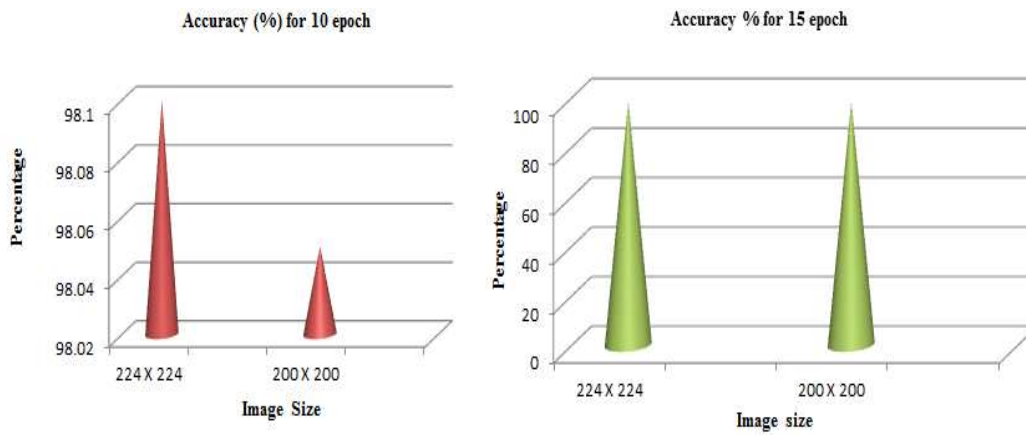 Accuracy (%) for 10 epoch
Percentage
98.1
98.08
98.06
98.04
98.02
224 X 224
200 X 200
Image Size
Accuracy % for 15 epoch
Percentage
100
80
60
40
20
0
224 X 224
200 X 200
Image size